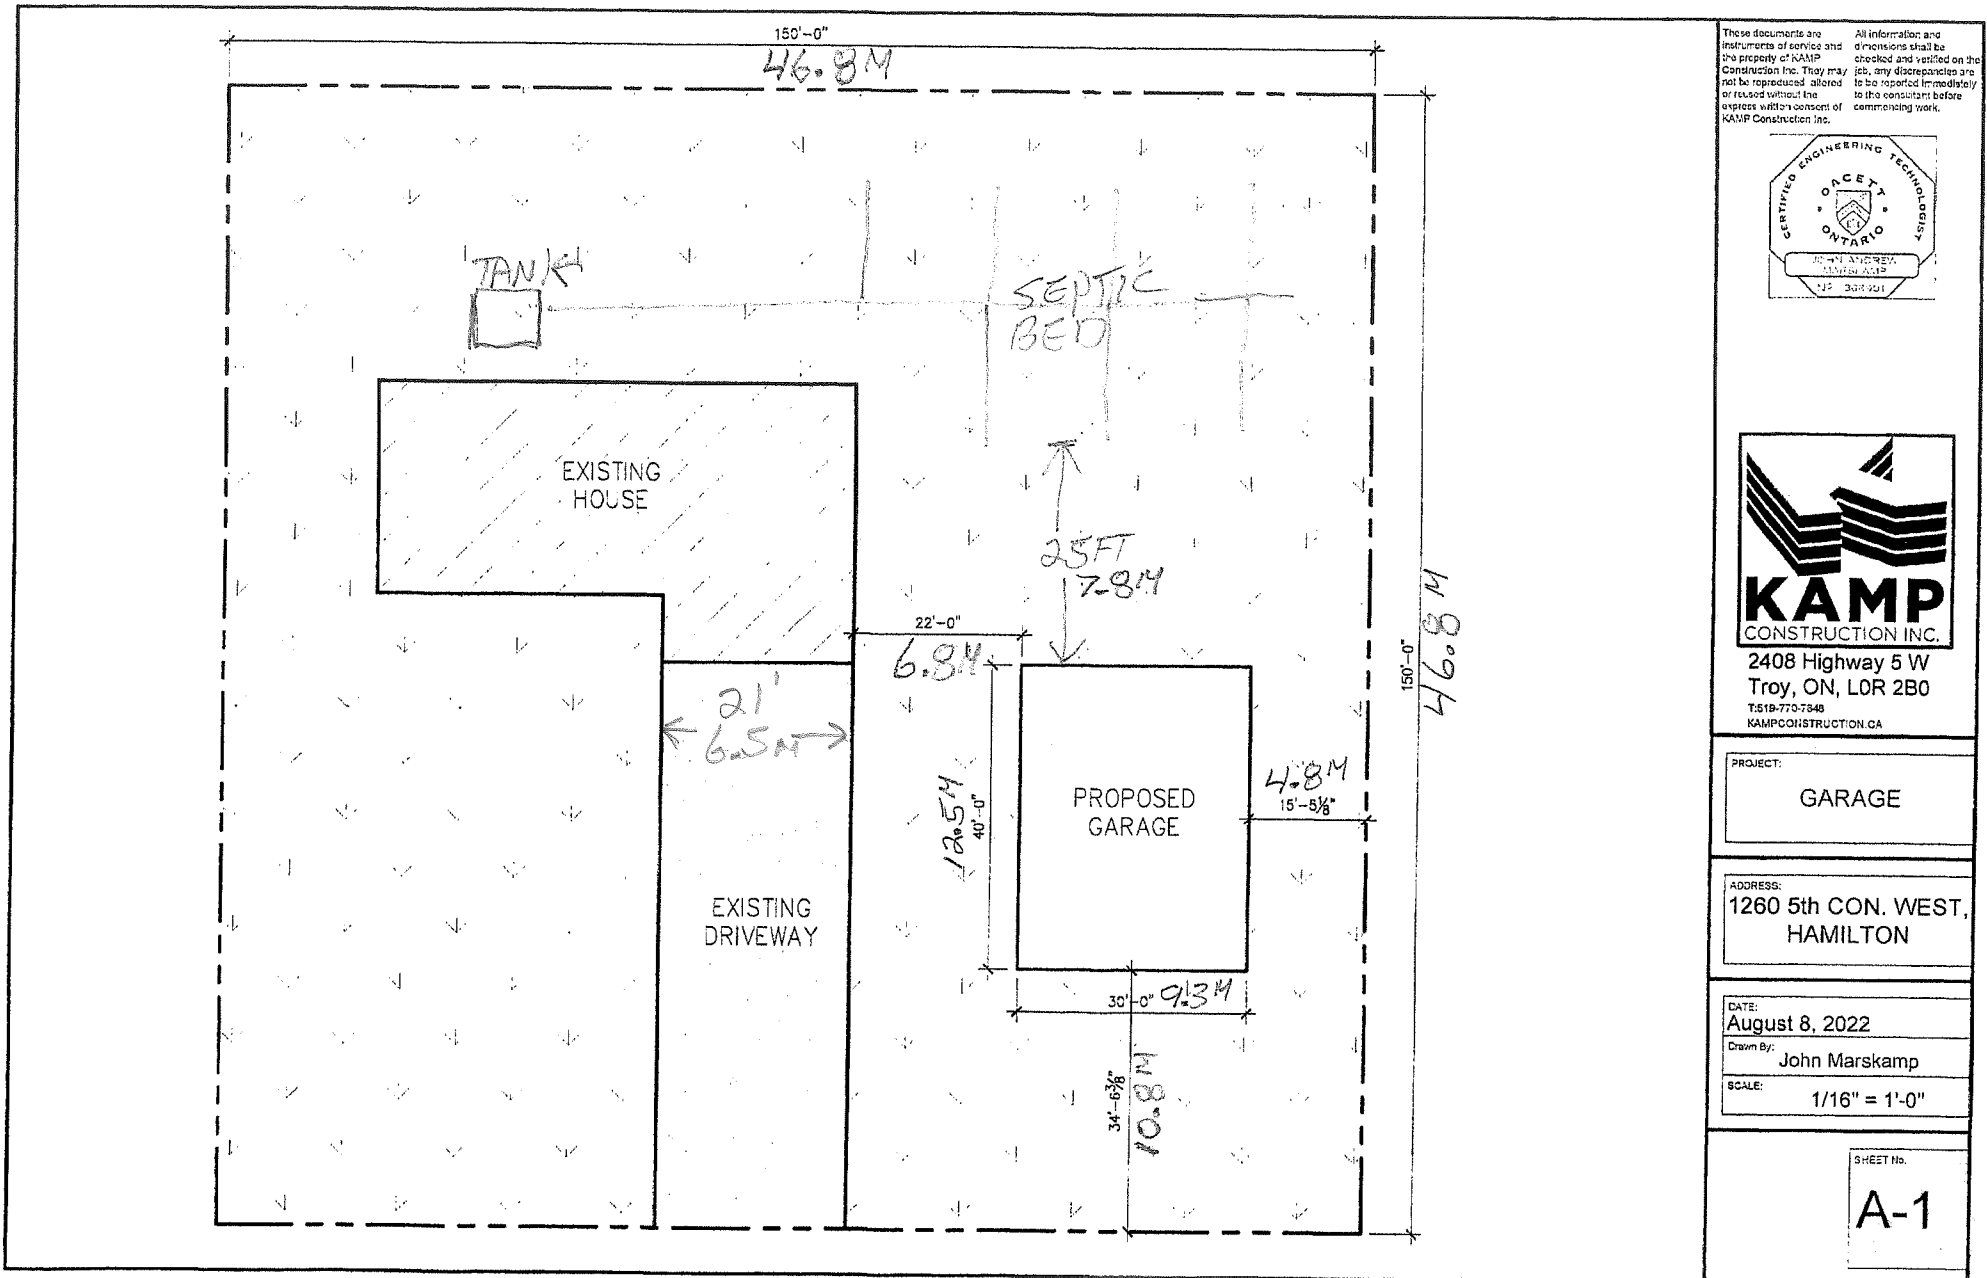 150'-0"
46.8 M
TANK
SEPTIC
BED
EXISTING
HOUSE
25FT
7.8M
22'-0"
6.8M
21'
6.5M
150'-0"
46.8 M
12.5M
40'-0"
PROPOSED
GARAGE
4.8M
15'-5⅛"
EXISTING
DRIVEWAY
30'-0" 9.3M
34'-6⅜"
10.8M
These documents are
instruments of service and
the property of KAMP
Construction Inc. They may
not be reproduced, altered
or reused without the
express written consent of
KAMP Construction Inc.
All information and
dimensions shall be
checked and verified on the
job, any discrepancies are
to be reported immediately
to the consultant before
commencing work.
CERTIFIED ENGINEERING TECHNOLOGIST
OACETT
ONTARIO
JOHN ANDREW
MARSKAMP
KAMP
CONSTRUCTION INC.
2408 Highway 5 W
Troy, ON, L0R 2B0
T:519-770-7848
KAMPCONSTRUCTION.CA
PROJECT:
GARAGE
ADDRESS:
1260 5th CON. WEST,
HAMILTON
DATE:
August 8, 2022
Drawn By:
John Marskamp
SCALE:
1/16" = 1'-0"
SHEET No.
A-1